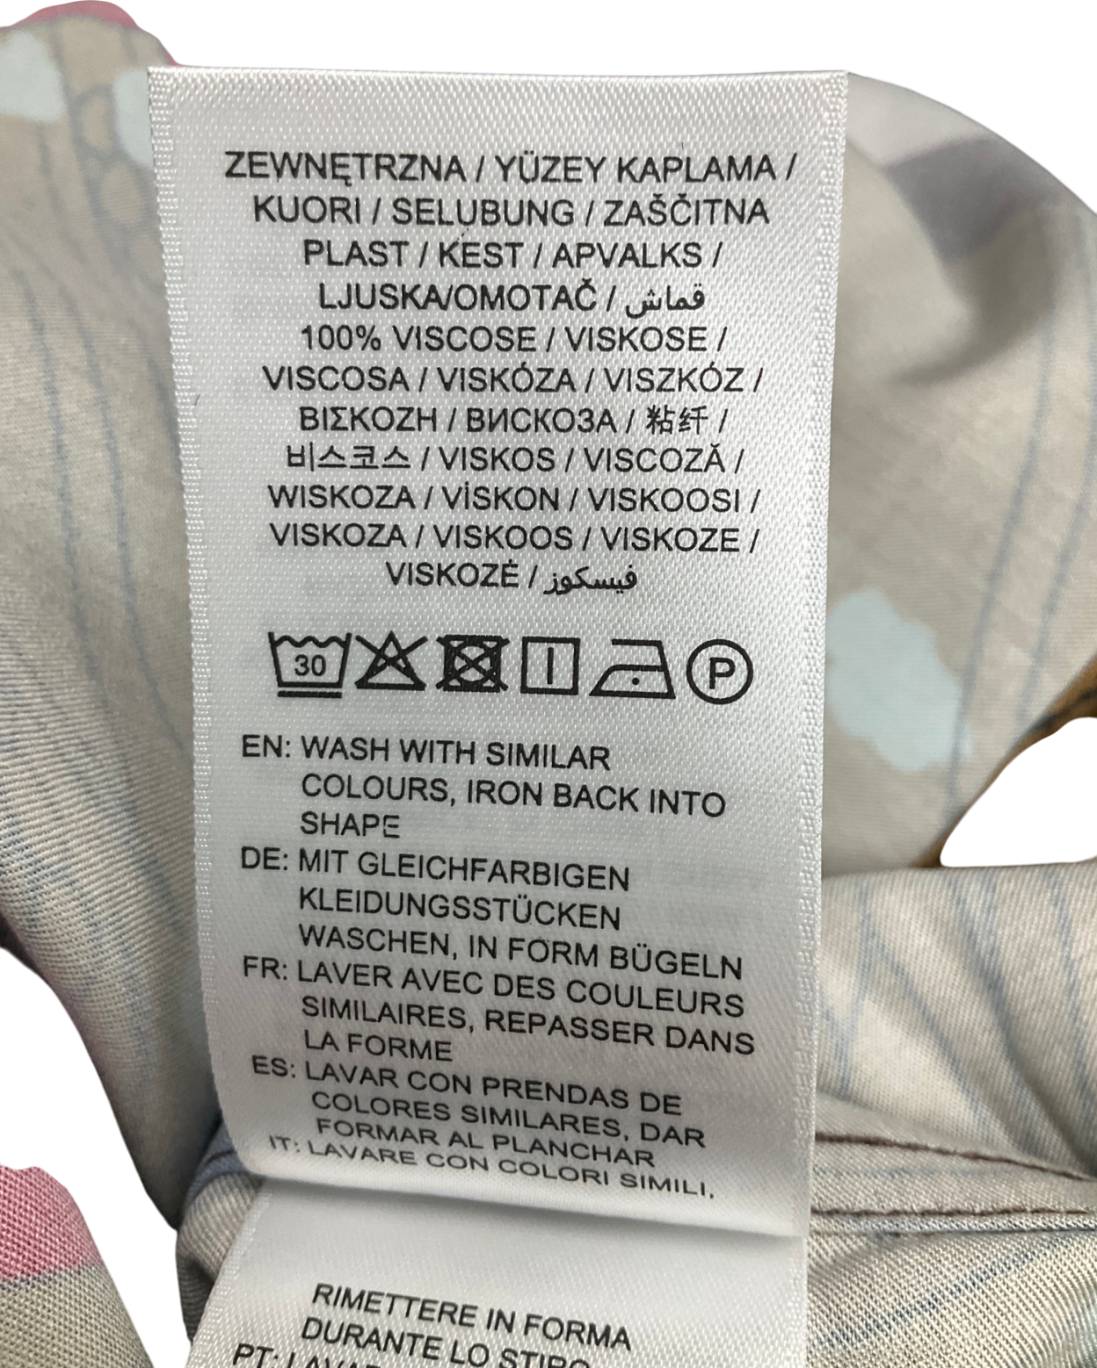 ZEWNĘTRZNA / YÜZEY KAPLAMA /
KUORI / SELUBUNG / ZAŠČITNA
PLAST / KEST / APVALKS /
LJUSKA/OMOTAČ / قماش
100% VISCOSE / VISKOSE /
VISCOSA / VISKÓZA / VISZKÓZ /
ΒΙΣΚΟΖΗ / ВИСКОЗА / 粘纤 /
비스코스 / VISKOS / VISCOZĂ /
WISKOZA / VİSKON / VISKOOSI /
VISKOZA / VISKOOS / VISKOZE /
VISKOZĖ / فيسكوز
30 P
EN: WASH WITH SIMILAR
COLOURS, IRON BACK INTO
SHAPE
DE: MIT GLEICHFARBIGEN
KLEIDUNGSSTÜCKEN
WASCHEN, IN FORM BÜGELN
FR: LAVER AVEC DES COULEURS
SIMILAIRES, REPASSER DANS
LA FORME
ES: LAVAR CON PRENDAS DE
COLORES SIMILARES, DAR
FORMAR AL PLANCHAR
IT: LAVARE CON COLORI SIMILI,
RIMETTERE IN FORMA
DURANTE LO STIRO
PT: